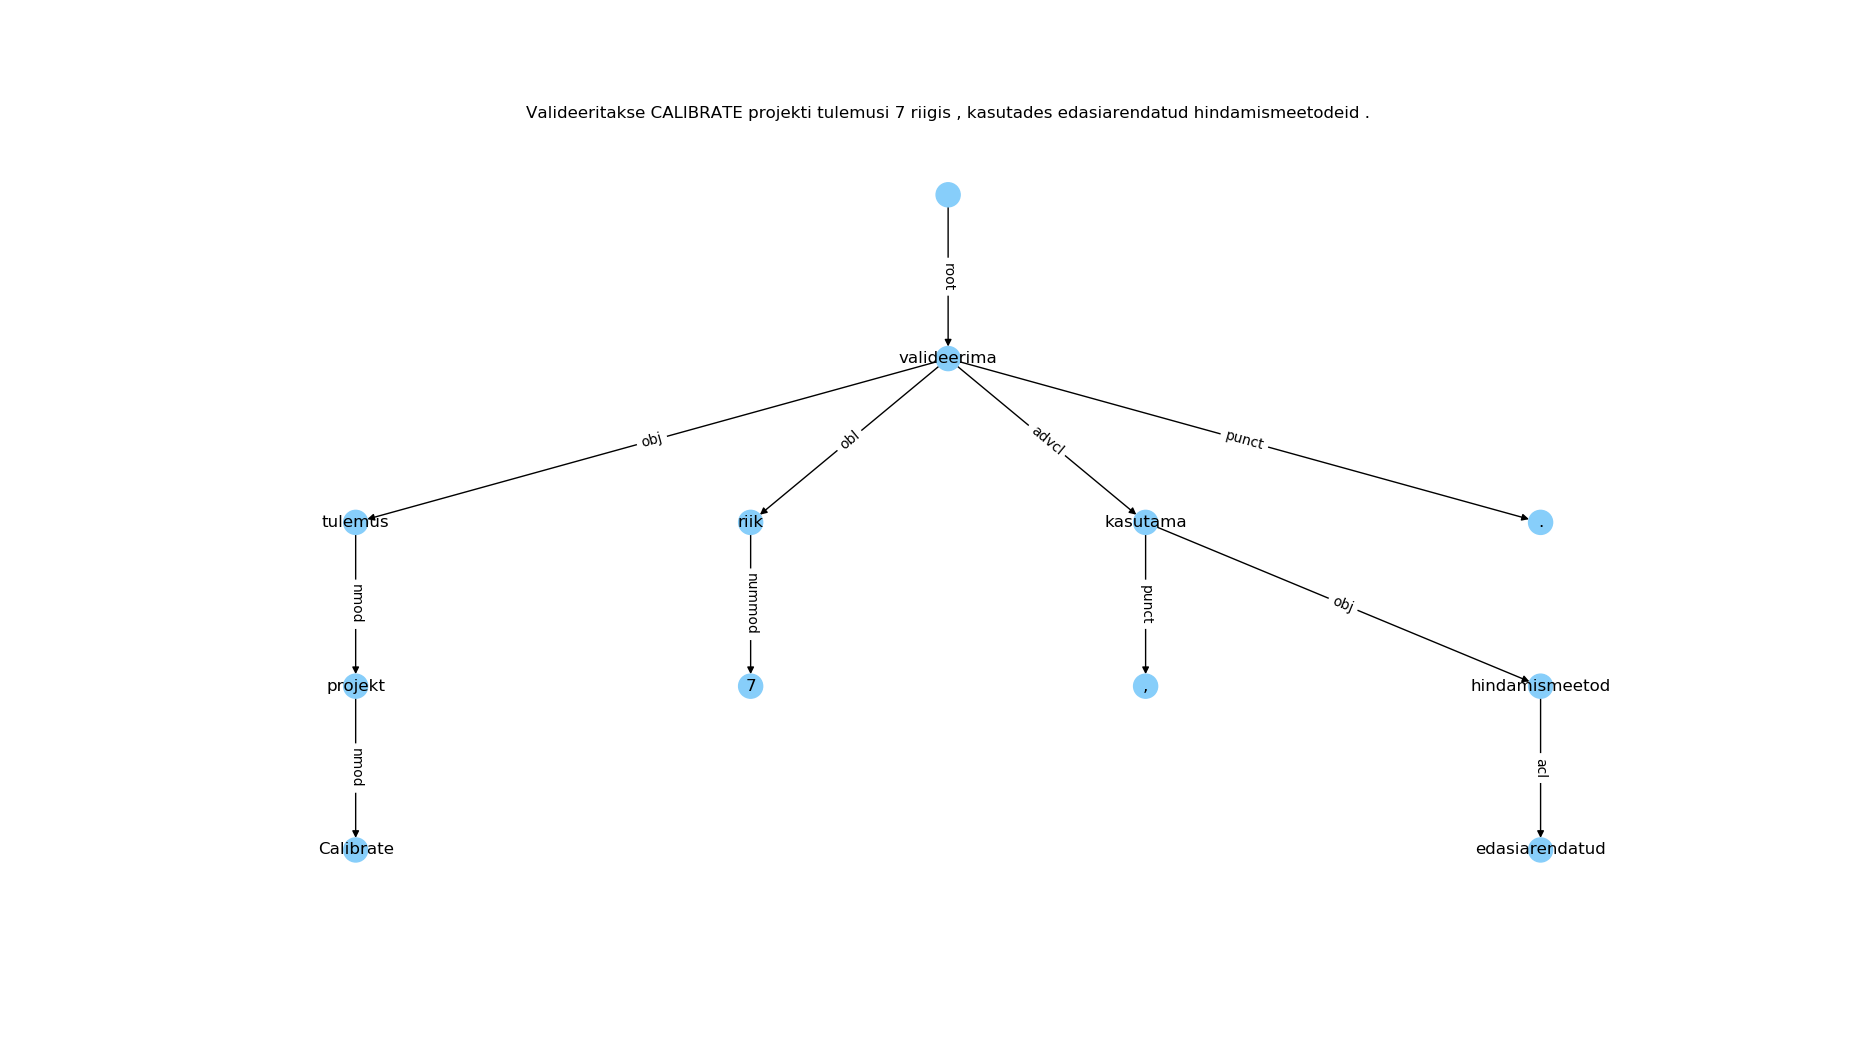 Valideeritakse CALIBRATE projekti tulemusi 7 riigis , kasutades edasiarendatud hindamismeetodeid .
root
valideerima
obj
obl
advcl
punct
tulemus
riik
kasutama
.
nmod
nummod
punct
obj
projekt
7
,
hindamismeetod
nmod
acl
Calibrate
edasiarendatud